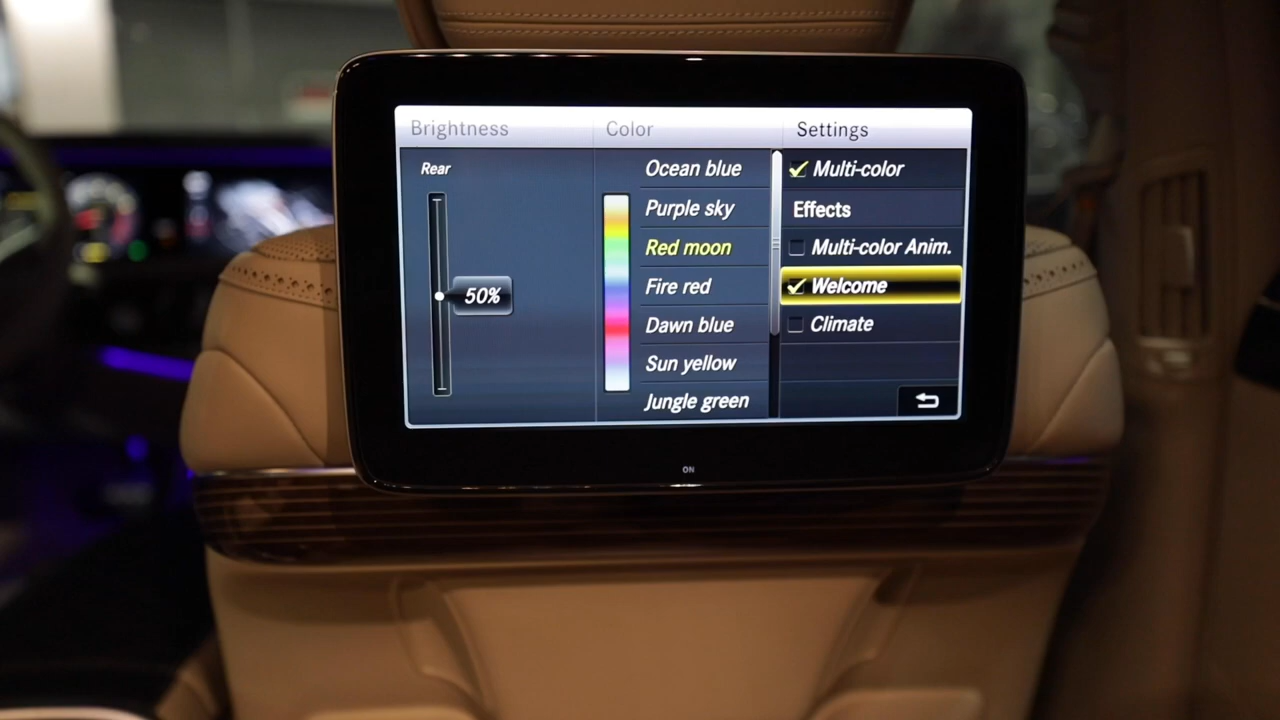 Brightness
Color
Settings
Rear
50%
Ocean blue
Purple sky
Red moon
Fire red
Dawn blue
Sun yellow
Jungle green
Multi-color
Effects
Multi-color Anim.
Welcome
Climate
ON